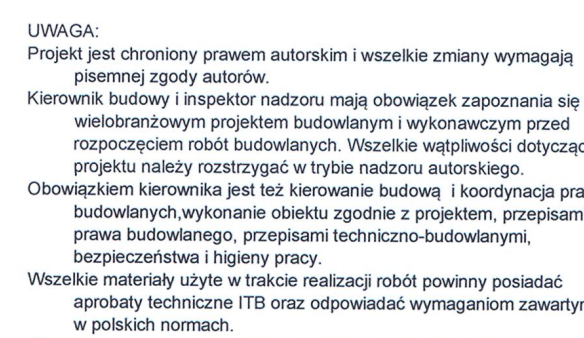 UWAGA:
Projekt jest chroniony prawem autorskim i wszelkie zmiany wymagają
pisemnej zgody autorów.
Kierownik budowy i inspektor nadzoru mają obowiązek zapoznania się
wielobranżowym projektem budowlanym i wykonawczym przed
rozpoczęciem robót budowlanych. Wszelkie wątpliwości dotycząc
projektu należy rozstrzygać w trybie nadzoru autorskiego.
Obowiązkiem kierownika jest też kierowanie budową i koordynacja pra
budowlanych,wykonanie obiektu zgodnie z projektem, przepisam
prawa budowlanego, przepisami techniczno-budowlanymi,
bezpieczeństwa i higieny pracy.
Wszelkie materiały użyte w trakcie realizacji robót powinny posiadać
aprobaty techniczne ITB oraz odpowiadać wymaganiom zawartyn
w polskich normach.